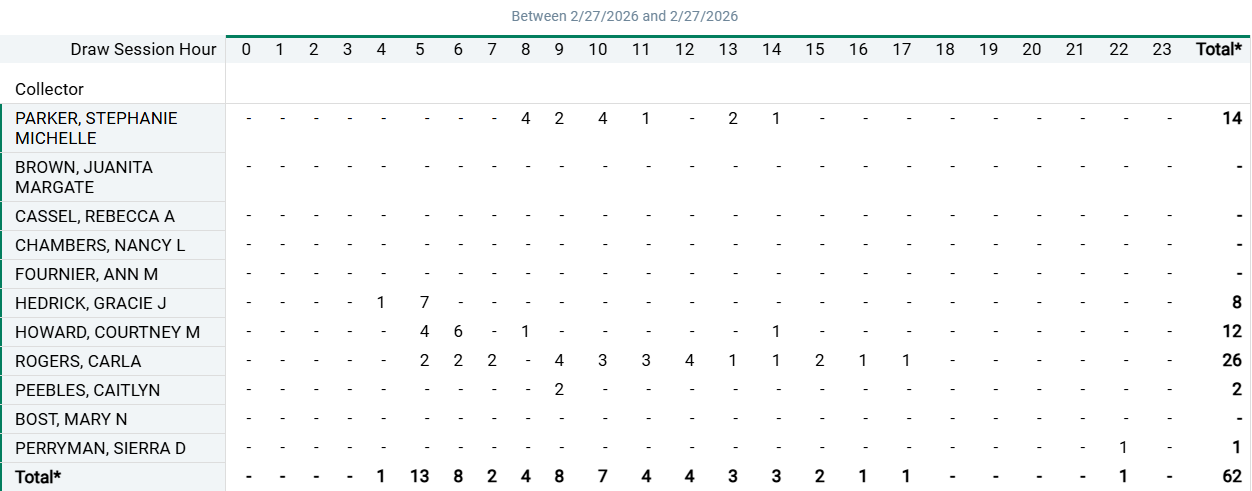 Between 2/27/2026 and 2/27/2026
Draw Session Hour 0 1 2 3 4 5 6 7 8 9 10 11 12 13 14 15 16 17 18 19 20 21 22 23 Total*
Collector
PARKER, STEPHANIE - - - - - - - - 4 2 4 1 - 2 1 - - - - - - - - - 14
MICHELLE
BROWN, JUANITA - - - - - - - - - - - - - - - - - - - - - - - - -
MARGATE
CASSEL, REBECCA A - - - - - - - - - - - - - - - - - - - - - - - - -
CHAMBERS, NANCY L - - - - - - - - - - - - - - - - - - - - - - - - -
FOURNIER, ANN M - - - - - - - - - - - - - - - - - - - - - - - - -
HEDRICK, GRACIE J - - - - 1 7 - - - - - - - - - - - - - - - - - - 8
HOWARD, COURTNEY M - - - - - 4 6 - 1 - - - - - 1 - - - - - - - - - 12
ROGERS, CARLA - - - - - 2 2 2 - 4 3 3 4 1 1 2 1 1 - - - - - - 26
PEEBLES, CAITLYN - - - - - - - - - 2 - - - - - - - - - - - - - - 2
BOST, MARY N - - - - - - - - - - - - - - - - - - - - - - - - -
PERRYMAN, SIERRA D - - - - - - - - - - - - - - - - - - - - - - 1 - 1
Total* - - - - 1 13 8 2 4 8 7 4 4 3 3 2 1 1 - - - - 1 - 62